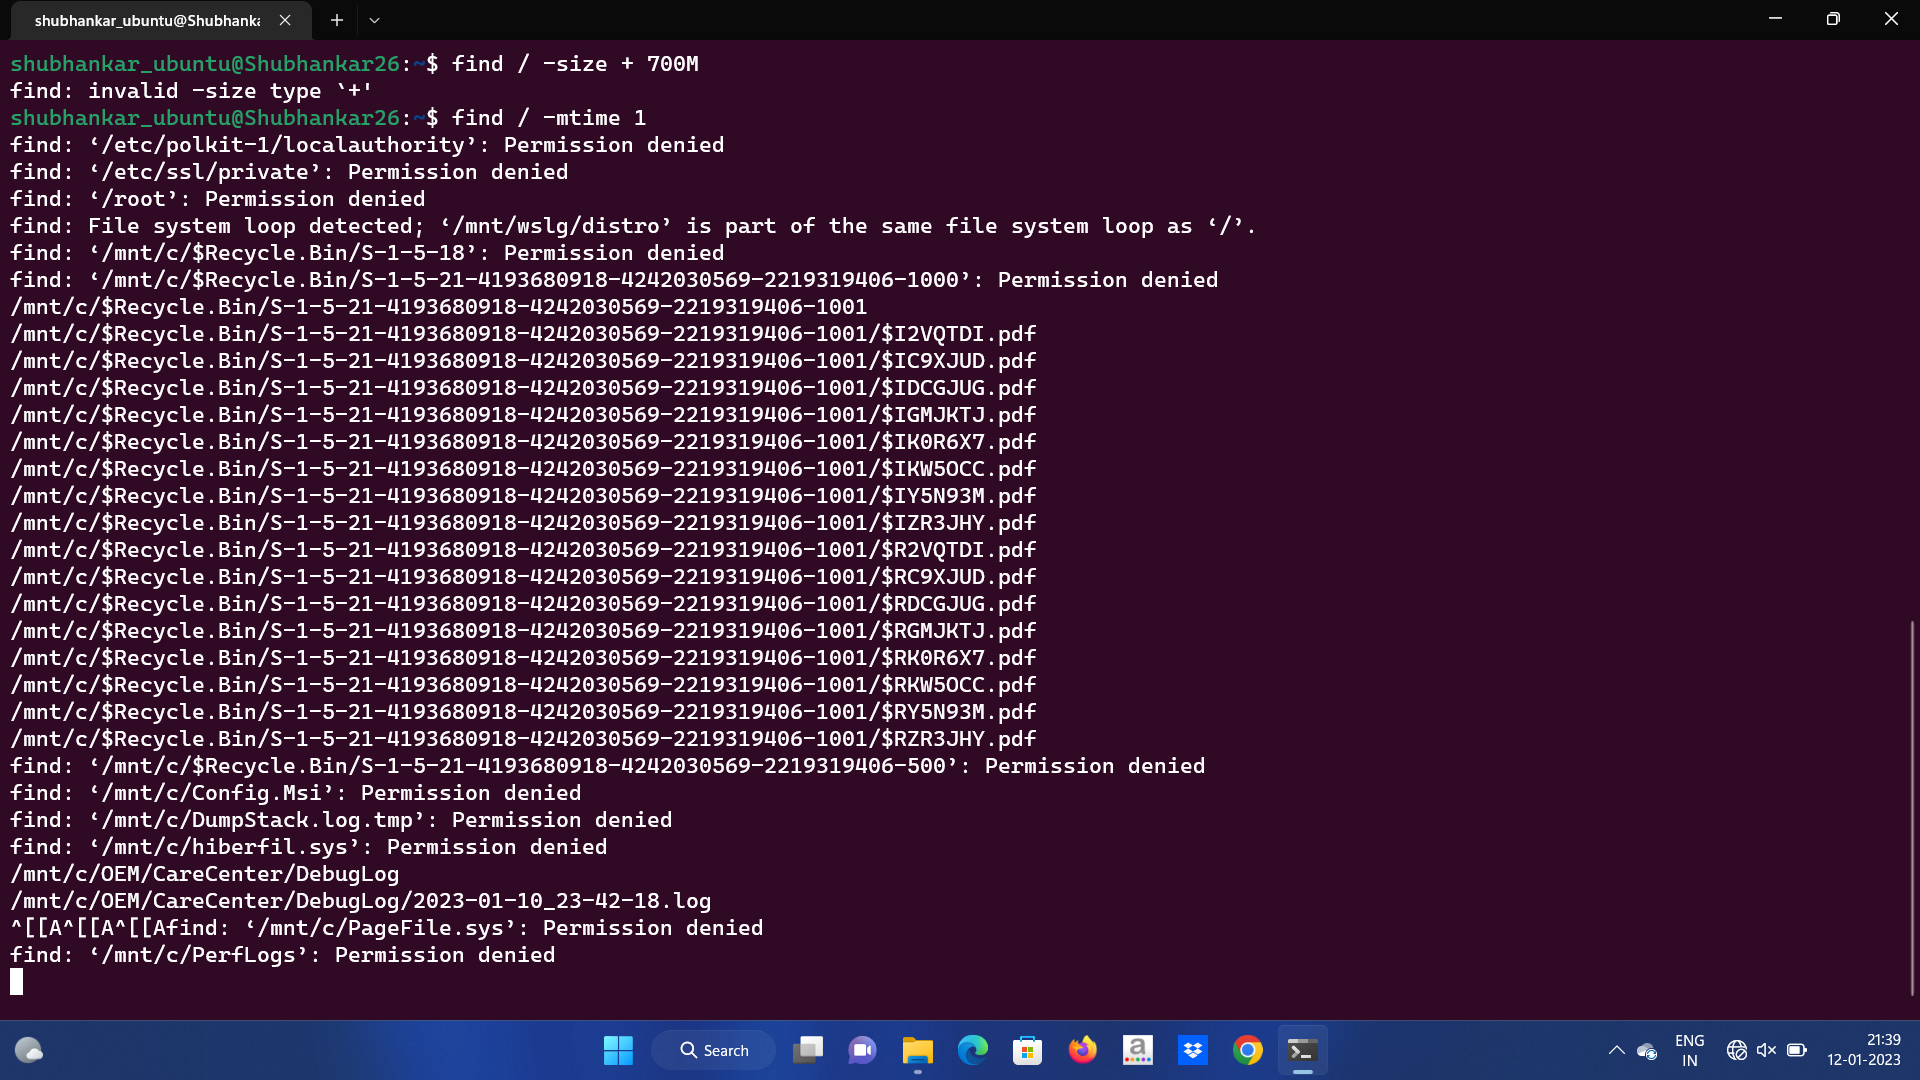 shubhankar_ubuntu@Shubhanka
shubhankar_ubuntu@Shubhankar26:~$ find / -size + 700M
find: invalid -size type `+'
shubhankar_ubuntu@Shubhankar26:~$ find / -mtime 1
find: ‘/etc/polkit-1/localauthority’: Permission denied
find: ‘/etc/ssl/private’: Permission denied
find: ‘/root’: Permission denied
find: File system loop detected; ‘/mnt/wslg/distro’ is part of the same file system loop as ‘/’.
find: ‘/mnt/c/$Recycle.Bin/S-1-5-18’: Permission denied
find: ‘/mnt/c/$Recycle.Bin/S-1-5-21-4193680918-4242030569-2219319406-1000’: Permission denied
/mnt/c/$Recycle.Bin/S-1-5-21-4193680918-4242030569-2219319406-1001
/mnt/c/$Recycle.Bin/S-1-5-21-4193680918-4242030569-2219319406-1001/$I2VQTDI.pdf
/mnt/c/$Recycle.Bin/S-1-5-21-4193680918-4242030569-2219319406-1001/$IC9XJUD.pdf
/mnt/c/$Recycle.Bin/S-1-5-21-4193680918-4242030569-2219319406-1001/$IDCGJUG.pdf
/mnt/c/$Recycle.Bin/S-1-5-21-4193680918-4242030569-2219319406-1001/$IGMJKTJ.pdf
/mnt/c/$Recycle.Bin/S-1-5-21-4193680918-4242030569-2219319406-1001/$IK0R6X7.pdf
/mnt/c/$Recycle.Bin/S-1-5-21-4193680918-4242030569-2219319406-1001/$IKW5OCC.pdf
/mnt/c/$Recycle.Bin/S-1-5-21-4193680918-4242030569-2219319406-1001/$IY5N93M.pdf
/mnt/c/$Recycle.Bin/S-1-5-21-4193680918-4242030569-2219319406-1001/$IZR3JHY.pdf
/mnt/c/$Recycle.Bin/S-1-5-21-4193680918-4242030569-2219319406-1001/$R2VQTDI.pdf
/mnt/c/$Recycle.Bin/S-1-5-21-4193680918-4242030569-2219319406-1001/$RC9XJUD.pdf
/mnt/c/$Recycle.Bin/S-1-5-21-4193680918-4242030569-2219319406-1001/$RDCGJUG.pdf
/mnt/c/$Recycle.Bin/S-1-5-21-4193680918-4242030569-2219319406-1001/$RGMJKTJ.pdf
/mnt/c/$Recycle.Bin/S-1-5-21-4193680918-4242030569-2219319406-1001/$RK0R6X7.pdf
/mnt/c/$Recycle.Bin/S-1-5-21-4193680918-4242030569-2219319406-1001/$RKW5OCC.pdf
/mnt/c/$Recycle.Bin/S-1-5-21-4193680918-4242030569-2219319406-1001/$RY5N93M.pdf
/mnt/c/$Recycle.Bin/S-1-5-21-4193680918-4242030569-2219319406-1001/$RZR3JHY.pdf
find: ‘/mnt/c/$Recycle.Bin/S-1-5-21-4193680918-4242030569-2219319406-500’: Permission denied
find: ‘/mnt/c/Config.Msi’: Permission denied
find: ‘/mnt/c/DumpStack.log.tmp’: Permission denied
find: ‘/mnt/c/hiberfil.sys’: Permission denied
/mnt/c/OEM/CareCenter/DebugLog
/mnt/c/OEM/CareCenter/DebugLog/2023-01-10_23-42-18.log
^[[A^[[A^[[Afind: ‘/mnt/c/PageFile.sys’: Permission denied
find: ‘/mnt/c/PerfLogs’: Permission denied
Search
a
ENG
IN
21:39
12-01-2023